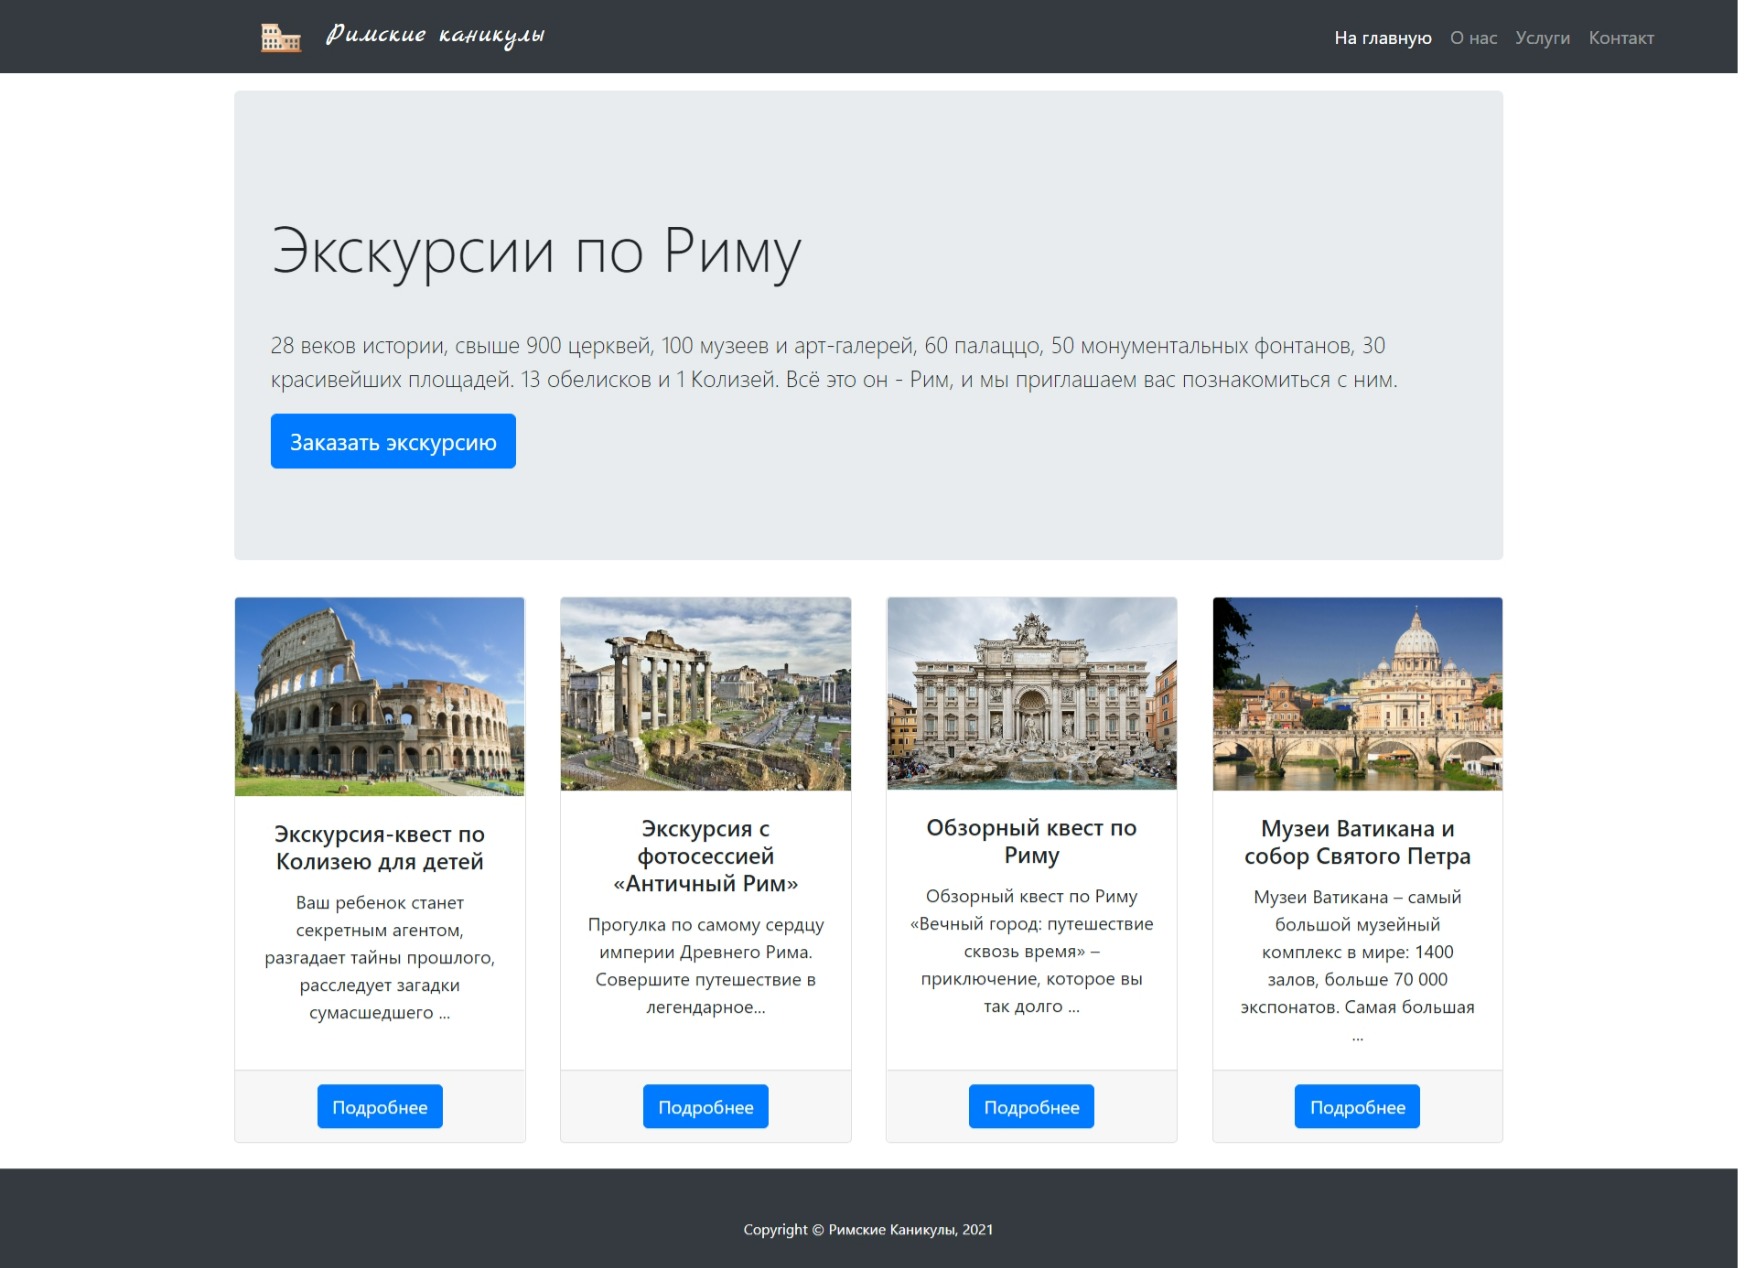 Римские каникулы
На главную О нас Услуги Контакт
Экскурсии по Риму
28 веков истории, свыше 900 церквей, 100 музеев и арт-галерей, 60 палаццо, 50 монументальных фонтанов, 30
красивейших площадей. 13 обелисков и 1 Колизей. Всё это он - Рим, и мы приглашаем вас познакомиться с ним.
Заказать экскурсию
Экскурсия-квест по
Колизею для детей
Ваш ребенок станет
секретным агентом,
разгадает тайны прошлого,
расследует загадки
сумасшедшего ...
Подробнее
Экскурсия с
фотосессией
«Античный Рим»
Прогулка по самому сердцу
империи Древнего Рима.
Совершите путешествие в
легендарное...
Подробнее
Обзорный квест по
Риму
Обзорный квест по Риму
«Вечный город: путешествие
сквозь время» –
приключение, которое вы
так долго ...
Подробнее
Музеи Ватикана и
собор Святого Петра
Музеи Ватикана – самый
большой музейный
комплекс в мире: 1400
залов, больше 70 000
экспонатов. Самая большая
...
Подробнее
Copyright © Римские Каникулы, 2021